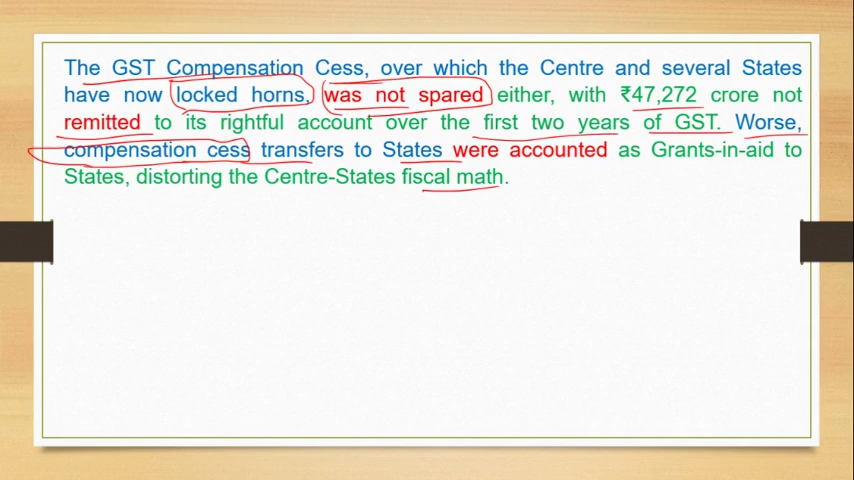 The GST Compensation Cess, over which the Centre and several States
have now locked horns, was not spared either, with ₹47,272 crore not
remitted to its rightful account over the first two years of GST. Worse,
compensation cess transfers to States were accounted as Grants-in-aid to
States, distorting the Centre-States fiscal math.